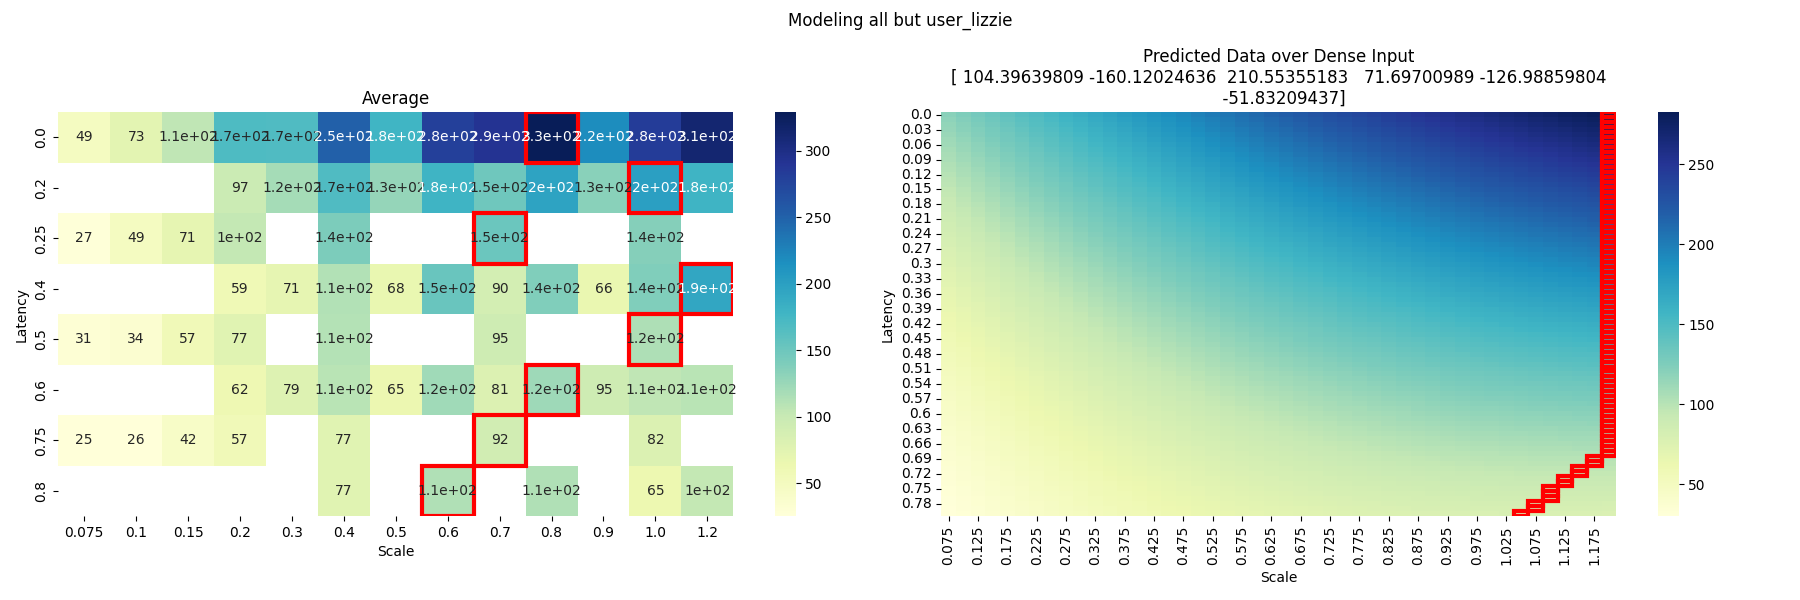 Modeling all but user_lizzie
Average
0.0 49 73 1.1e+02 1.7e+02 1.7e+02 2.5e+02 1.8e+02 2.8e+02 2.9e+02 3.3e+02 2.2e+02 2.8e+02 3.1e+02
0.2 97 1.2e+02 1.7e+02 1.3e+02 1.8e+02 1.5e+02 2e+02 1.3e+02 2e+02 1.8e+02
0.25 27 49 71 1e+02 1.4e+02 1.5e+02 1.4e+02
0.4 59 71 1.1e+02 68 1.5e+02 90 1.4e+02 66 1.4e+02 1.9e+02
0.5 31 34 57 77 1.1e+02 95 1.2e+02
0.6 62 79 1.1e+02 65 1.2e+02 81 1.2e+02 95 1.1e+02 1.1e+02
0.75 25 26 42 57 77 92 82
0.8 77 1.1e+02 1.1e+02 65 1e+02
0.075 0.1 0.15 0.2 0.3 0.4 0.5 0.6 0.7 0.8 0.9 1.0 1.2
Scale
Latency
300
250
200
150
100
50
Predicted Data over Dense Input
[ 104.39639809 -160.12024636 210.55355183 71.69700989 -126.98859804
-51.83209437]
0.0
0.03
0.06
0.09
0.12
0.15
0.18
0.21
0.24
0.27
0.3
0.33
0.36
0.39
0.42
0.45
0.48
0.51
0.54
0.57
0.6
0.63
0.66
0.69
0.72
0.75
0.78
Latency
0.075 0.125 0.175 0.225 0.275 0.325 0.375 0.425 0.475 0.525 0.575 0.625 0.675 0.725 0.775 0.825 0.875 0.925 0.975 1.025 1.075 1.125 1.175
Scale
250
200
150
100
50